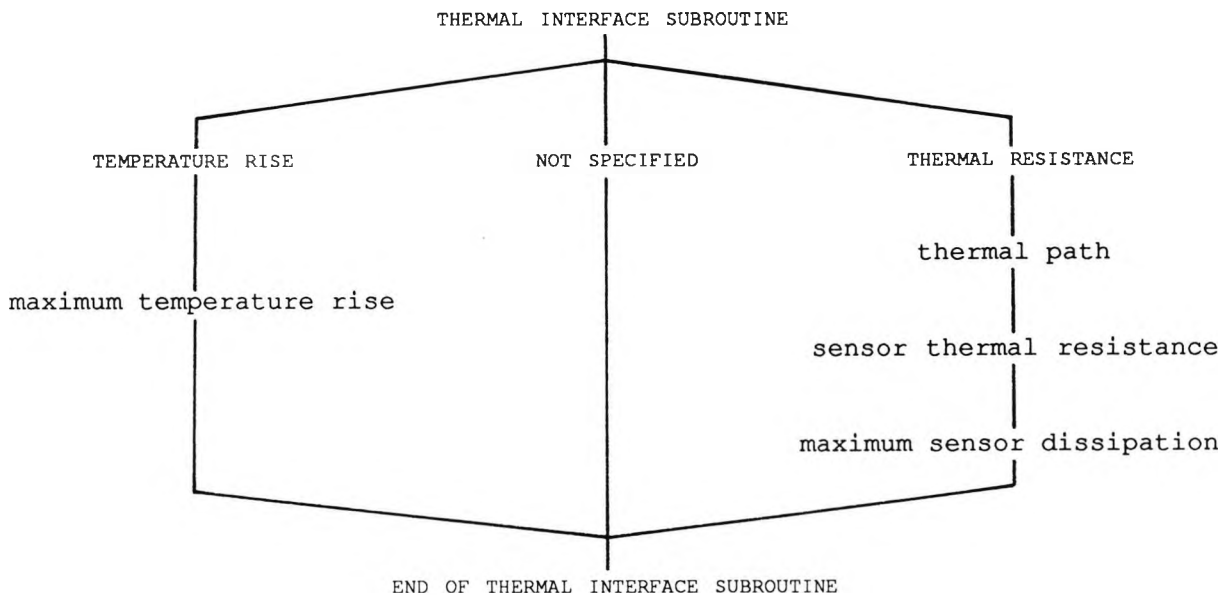 THERMAL INTERFACE SUBROUTINE
TEMPERATURE RISE
NOT SPECIFIED
THERMAL RESISTANCE
thermal path
maximum temperature rise
sensor thermal resistance
maximum sensor dissipation
END OF THERMAL INTERFACE SUBROUTINE